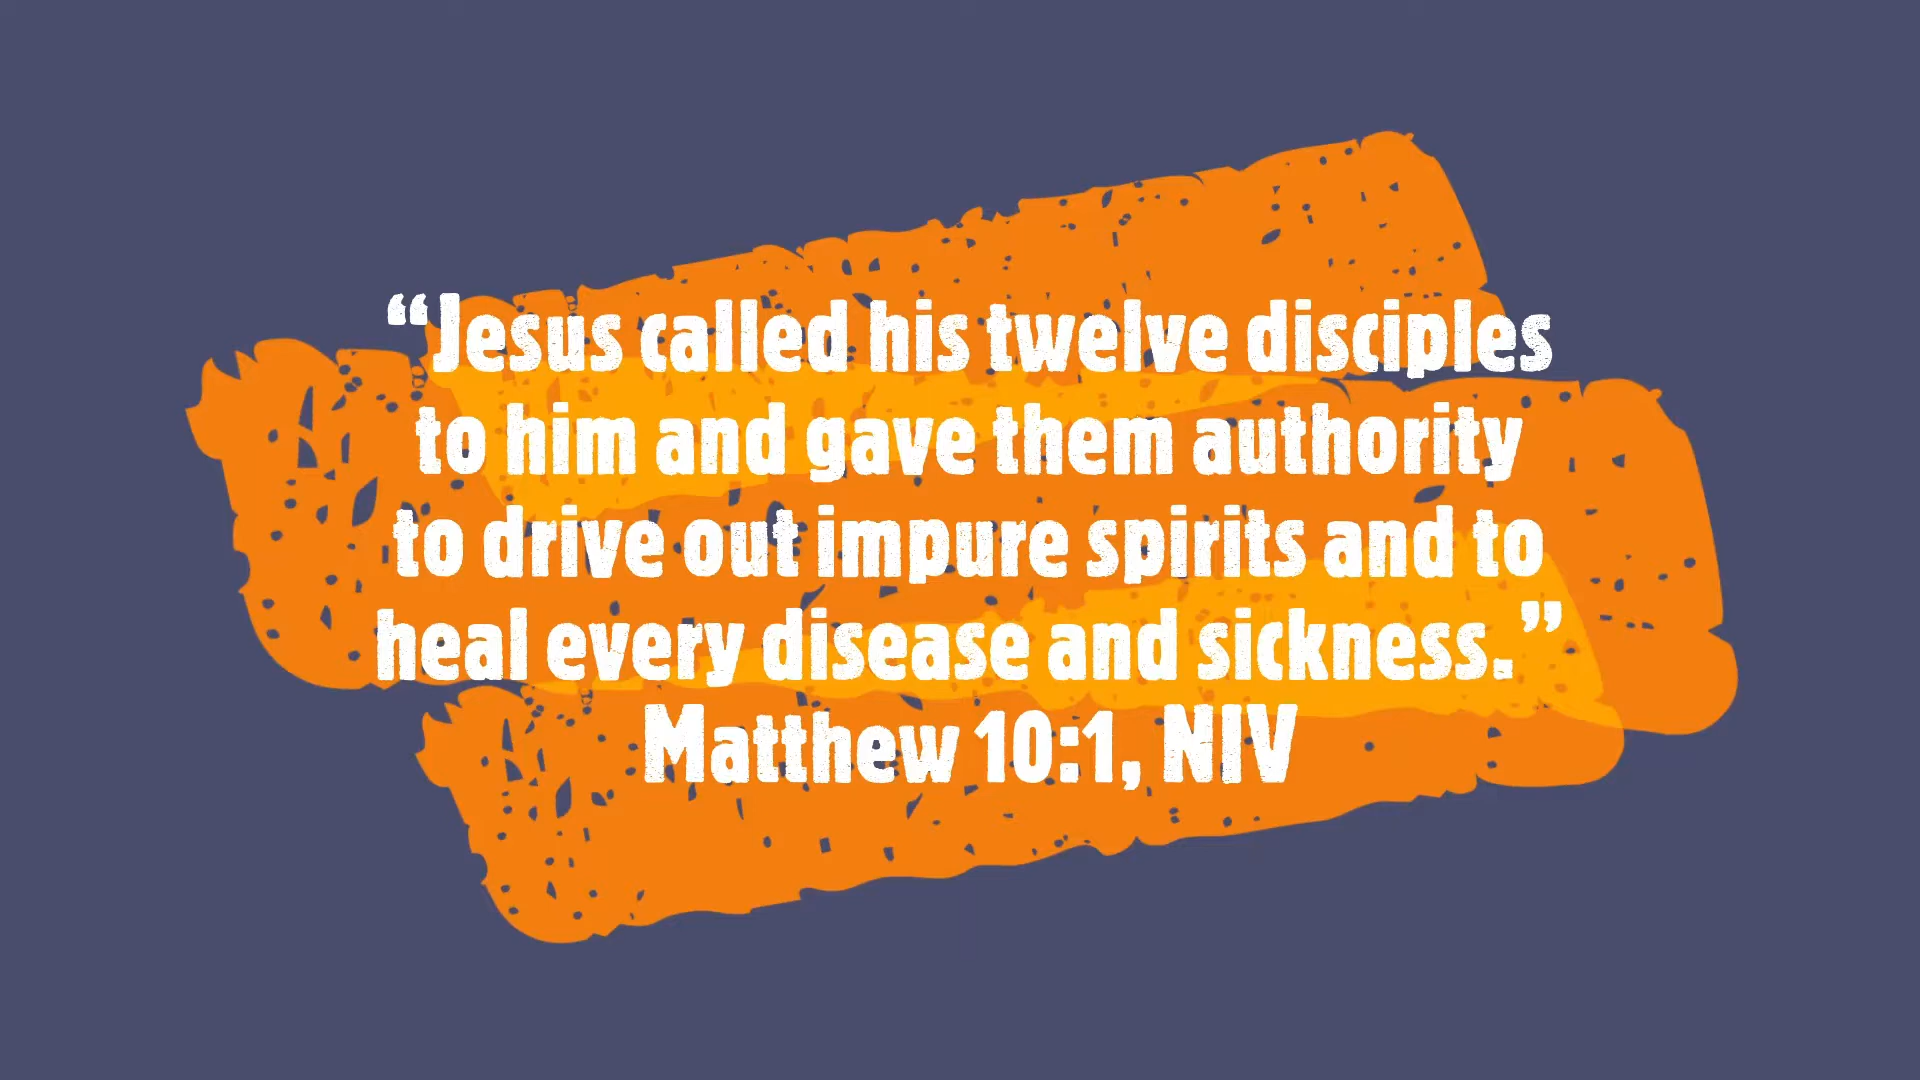 “Jesus called his twelve disciples
to him and gave them authority
to drive out impure spirits and to
heal every disease and sickness.”
Matthew 10:1, NIV